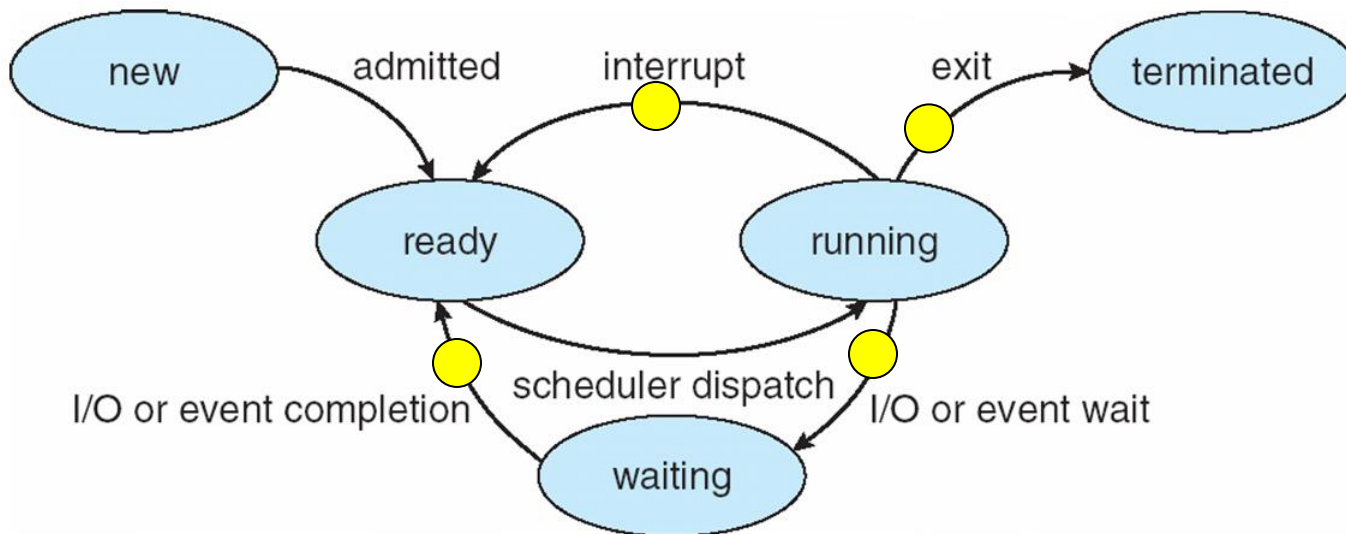 new
admitted
interrupt
exit
terminated
ready
running
scheduler dispatch
I/O or event completion
I/O or event wait
waiting